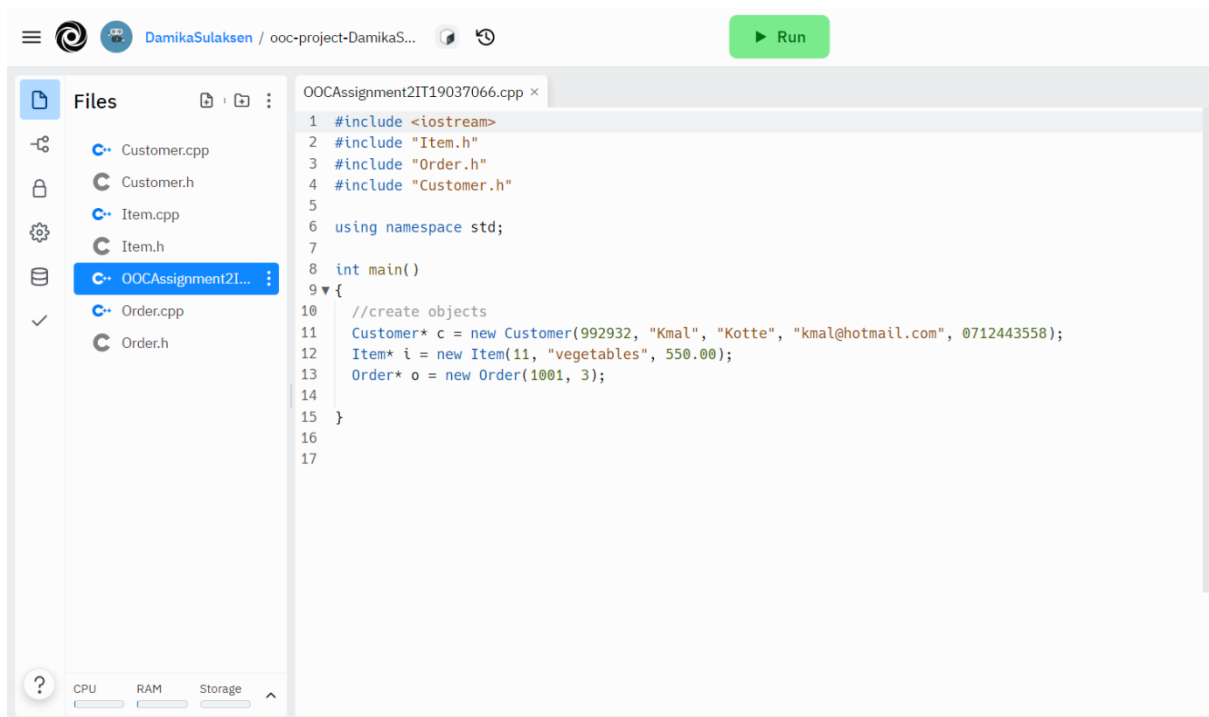 DamikaSulaksen / ooc-project-DamikaS...
Run
Files
Customer.cpp
Customer.h
Item.cpp
Item.h
OOCAssignment2I...
Order.cpp
Order.h
CPU RAM Storage
?
OOCAssignment2IT19037066.cpp ×
1 #include <iostream>
2 #include "Item.h"
3 #include "Order.h"
4 #include "Customer.h"
5
6 using namespace std;
7
8 int main()
9 {
10 //create objects
11 Customer* c = new Customer(992932, "Kmal", "Kotte", "kmal@hotmail.com", 0712443558);
12 Item* i = new Item(11, "vegetables", 550.00);
13 Order* o = new Order(1001, 3);
14
15 }
16
17